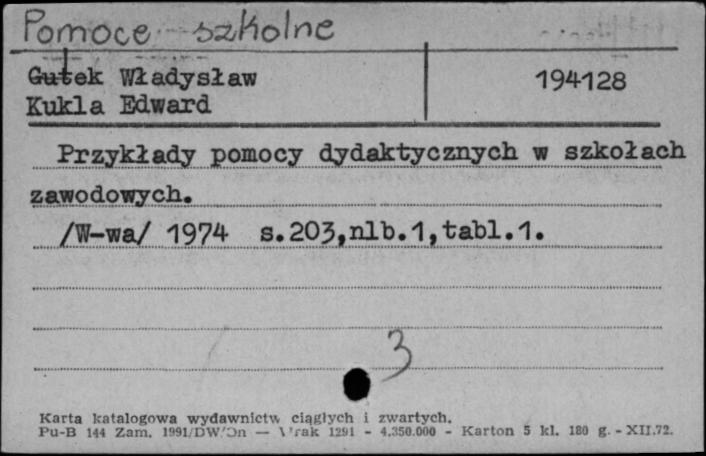 Pomoce szkolne
Gutek Władysław
194128
Kukla Edward
Przykłady pomocy dydaktycznych w szkołach
zawodowych.
/W-wa/ 1974 s.203,nlb.1,tabl.1.
3
Karta katalogowa wydawnictw ciągłych i zwartych.
Pu-B 144 Zam. 1991/DW/ — 1291 - 4.350.000 - Karton 5 kl. 180 g. - XII.72.